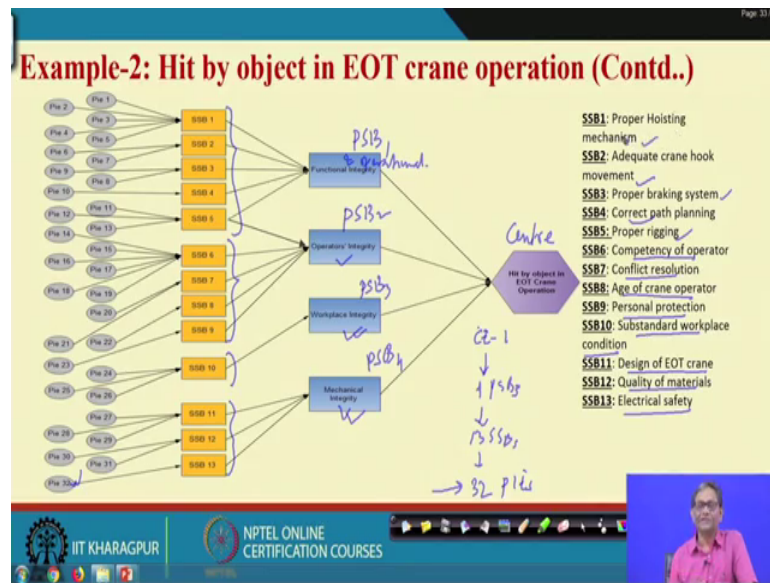 Page: 33 /
Example-2: Hit by object in EOT crane operation (Contd..)
Pie 1
Pie 2
Pie 3
Pie 4
Pie 5
Pie 6
Pie 7
Pie 9
Pie 8
Pie 10
Pie 11
Pie 12
Pie 13
Pie 14
Pie 15
Pie 16
Pie 17
Pie 18
Pie 19
Pie 20
Pie 21
Pie 22
Pie 23
Pie 24
Pie 25
Pie 26
Pie 27
Pie 28
Pie 29
Pie 30
Pie 31
Pie 32
SSB 1
SSB 2
SSB 3
SSB 4
SSB 5
SSB 6
SSB 7
SSB 8
SSB 9
SSB 10
SSB 11
SSB 12
SSB 13
PSB1
& operational.
Functional Integrity
PSB2
Operators' Integrity
PSB3
Workplace Integrity
PSB4
Mechanical
Integrity
Centre
Hit by object in
EOT Crane
Operation
CE-1
4 PSBs
13 SSBs
32 PIEs
SSB1: Proper Hoisting
mechanism
SSB2: Adequate crane hook
movement
SSB3: Proper braking system
SSB4: Correct path planning
SSB5: Proper rigging
SSB6: Competency of operator
SSB7: Conflict resolution
SSB8: Age of crane operator
SSB9: Personal protection
SSB10: Substandard workplace
condition
SSB11: Design of EOT crane
SSB12: Quality of materials
SSB13: Electrical safety
IIT KHARAGPUR
NPTEL ONLINE
CERTIFICATION COURSES